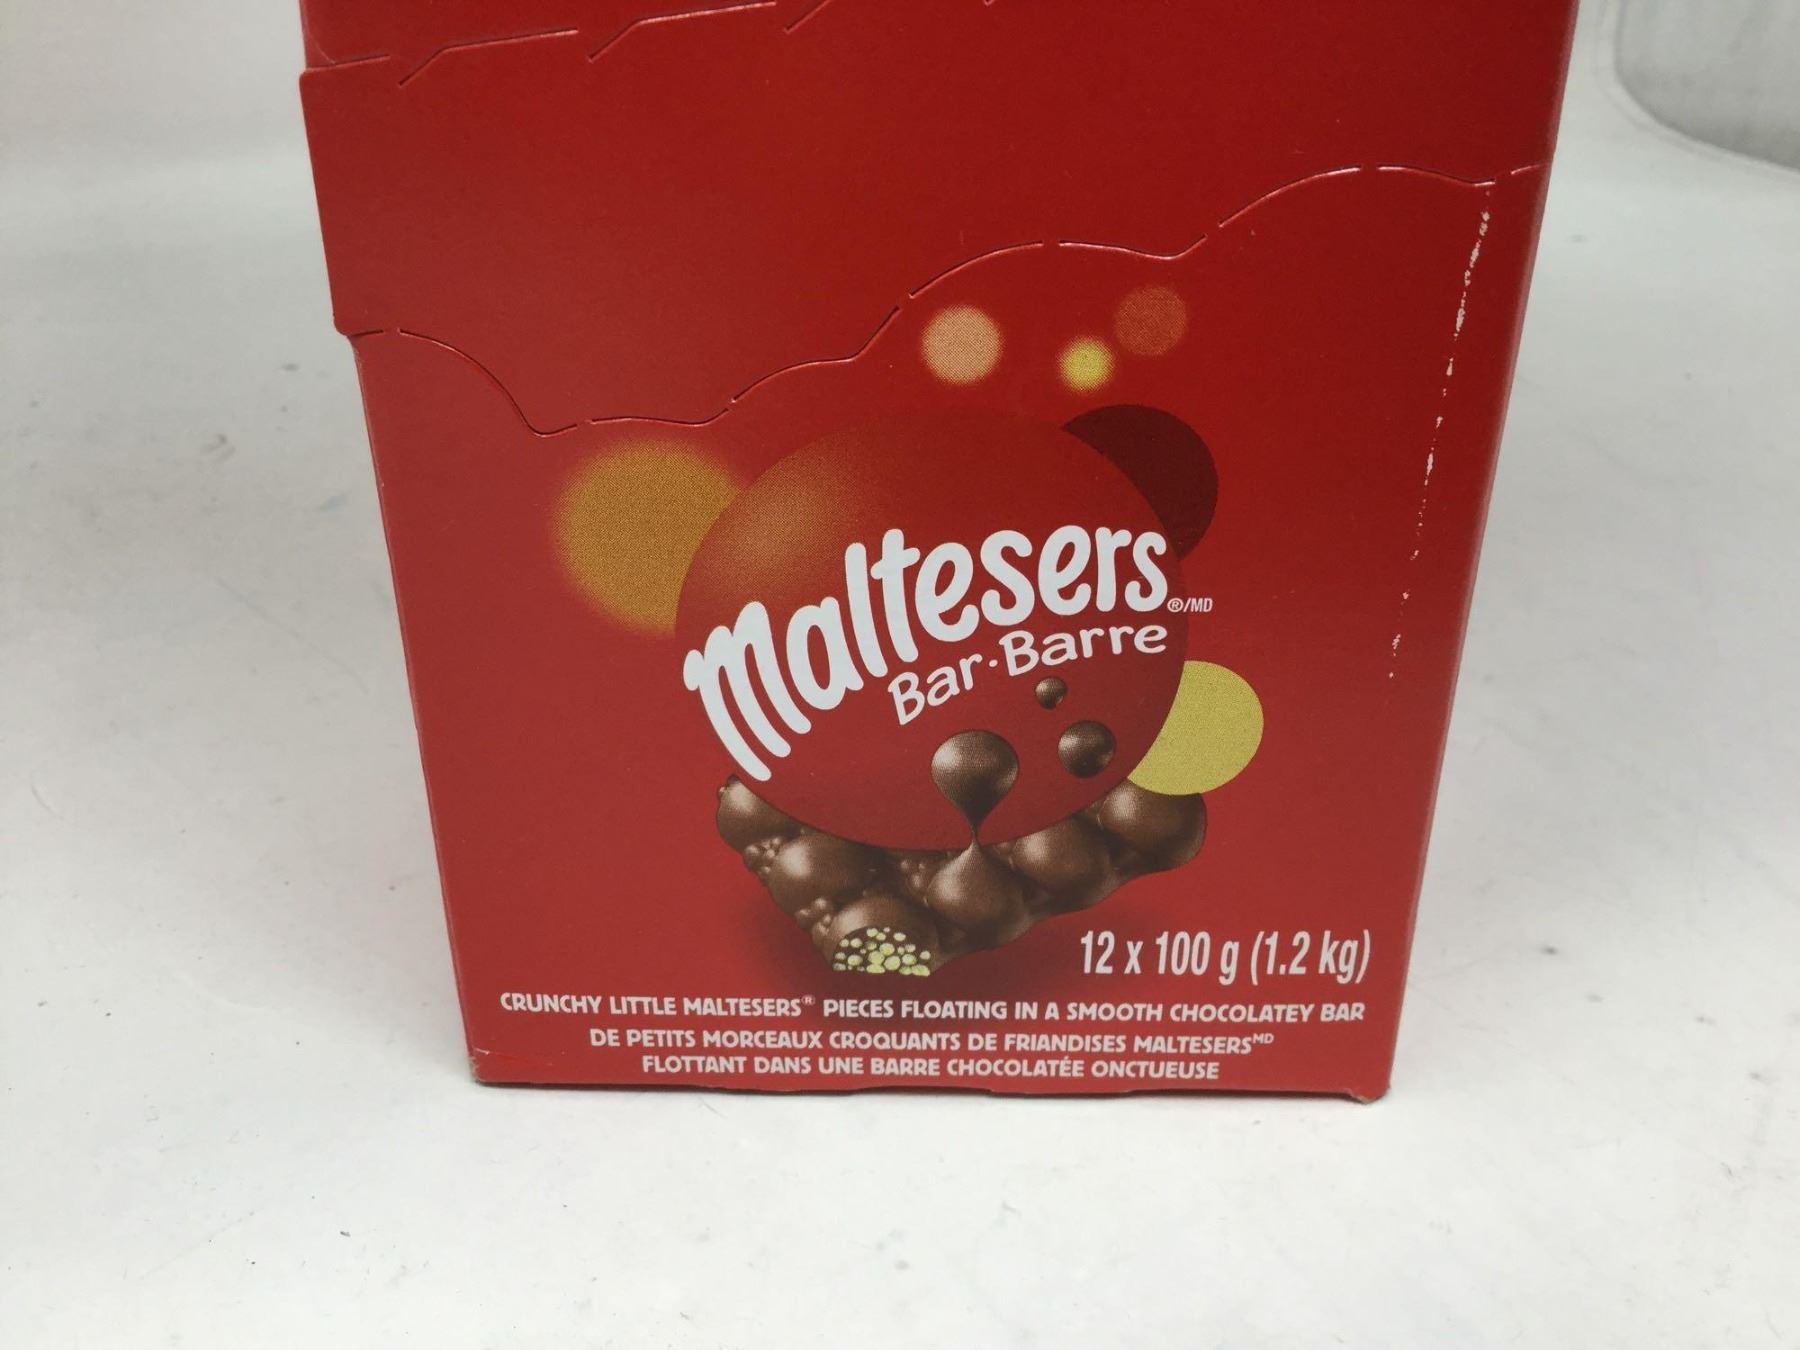 Maltesers®/MD
Bar·Barre
12 x 100 g (1.2 kg)
CRUNCHY LITTLE MALTESERS® PIECES FLOATING IN A SMOOTH CHOCOLATEY BAR
DE PETITS MORCEAUX CROQUANTS DE FRIANDISES MALTESERSMD
FLOTTANT DANS UNE BARRE CHOCOLATÉE ONCTUEUSE